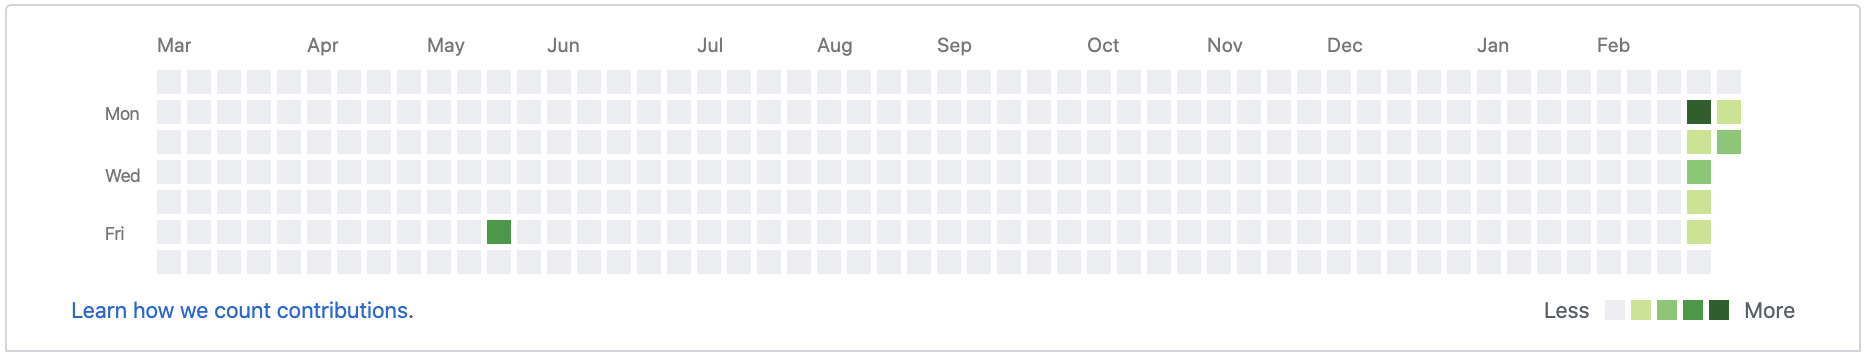 Mar Apr May Jun Jul Aug Sep Oct Nov Dec Jan Feb
Mon
Wed
Fri
Learn how we count contributions.
Less More